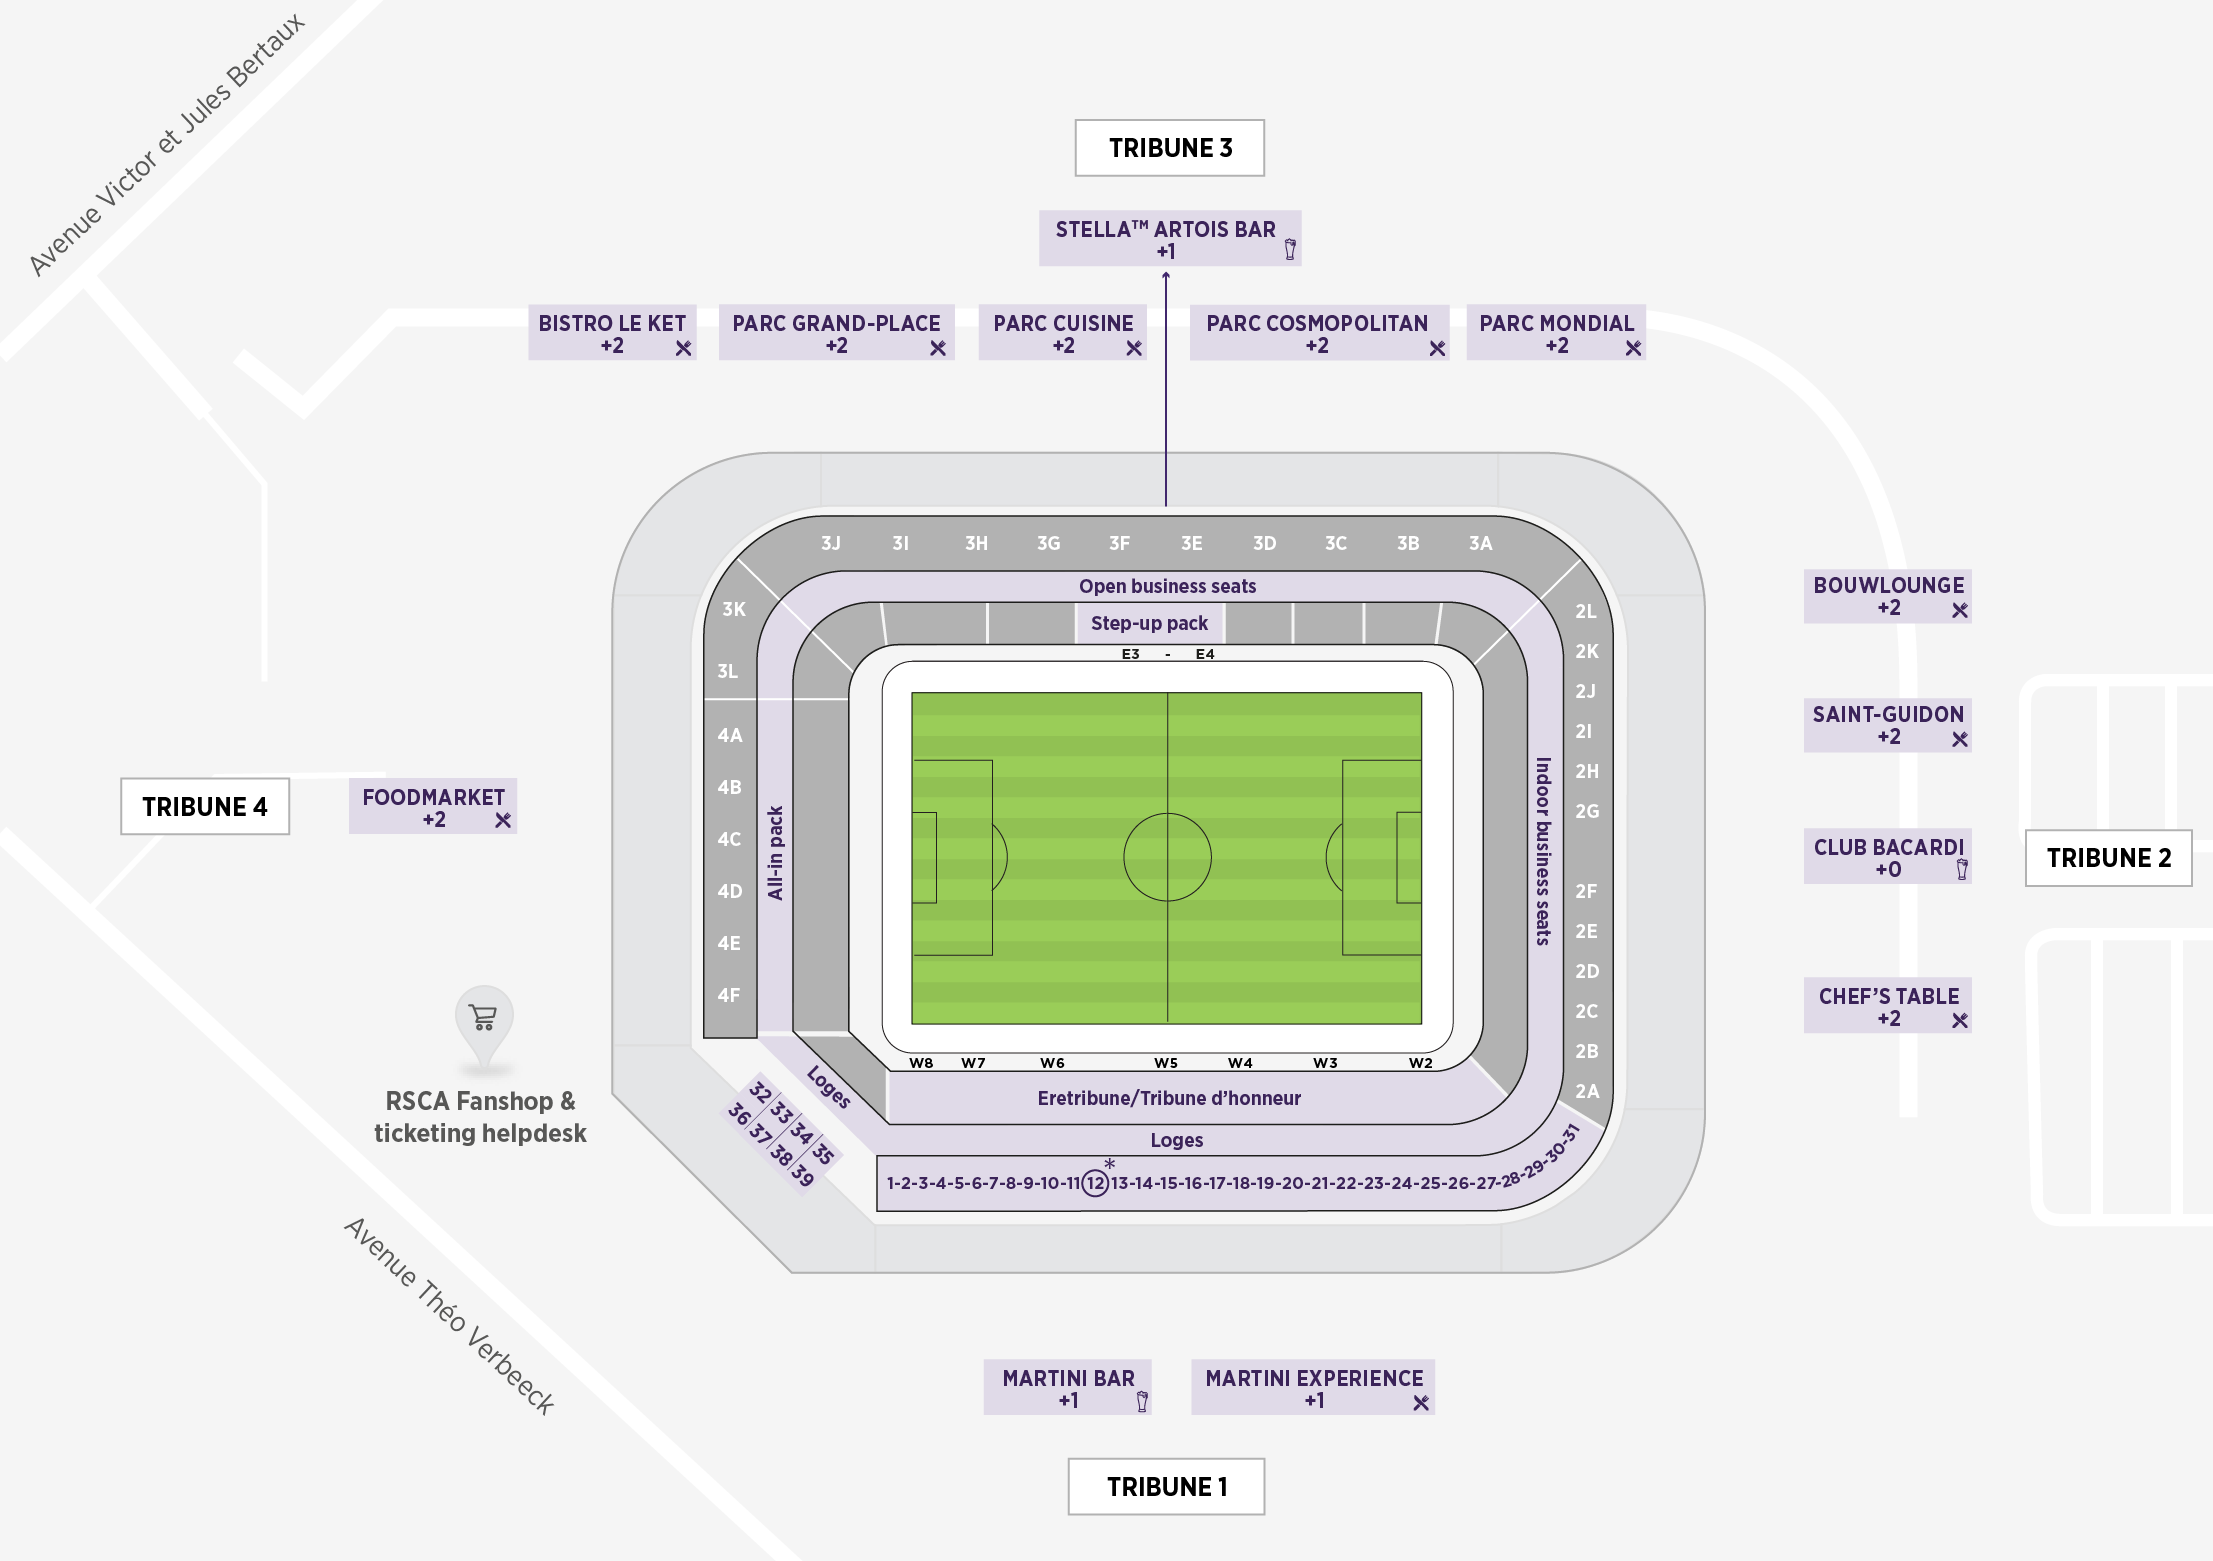 Avenue Victor et Jules Bertaux
TRIBUNE 3
STELLA™ ARTOIS BAR
+1
BISTRO LE KET
+2
PARC GRAND-PLACE
+2
PARC CUISINE
+2
PARC COSMOPOLITAN
+2
PARC MONDIAL
+2
3J 3I 3H 3G 3F 3E 3D 3C 3B 3A
Open business seats
Step-up pack
E3 - E4
3K
3L
4A
4B
4C
4D
4E
4F
All-in pack
2L
2K
2J
2I
2H
2G
2F
2E
2D
2C
2B
2A
Indoor business seats
BOUWLOUNGE
+2
SAINT-GUIDON
+2
CLUB BACARDI
+0
CHEF'S TABLE
+2
TRIBUNE 2
TRIBUNE 4
FOODMARKET
+2
W8 W7 W6 W5 W4 W3 W2
Eretribune/Tribune d'honneur
Loges
Loges
32 33 34 35
36 37 38 39
*
1-2-3-4-5-6-7-8-9-10-11 12 13-14-15-16-17-18-19-20-21-22-23-24-25-26-27-28-29-30-31
RSCA Fanshop &
ticketing helpdesk
Avenue Théo Verbeeck
MARTINI BAR
+1
MARTINI EXPERIENCE
+1
TRIBUNE 1